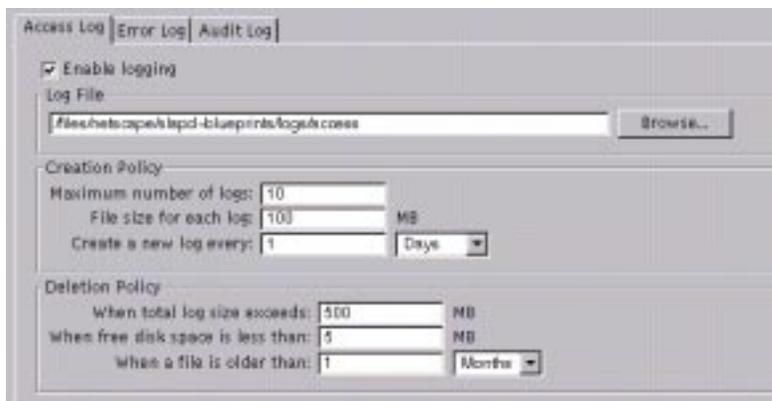 Access Log Error Log Audit Log
Enable logging
Log File
/files/netscape/slapd-blueprints/logs/access Browse...
Creation Policy
Maximum number of logs: 10
File size for each log: 100 MB
Create a new log every: 1 Days
Deletion Policy
When total log size exceeds: 500 MB
When free disk space is less than: 5 MB
When a file is older than: 1 Months